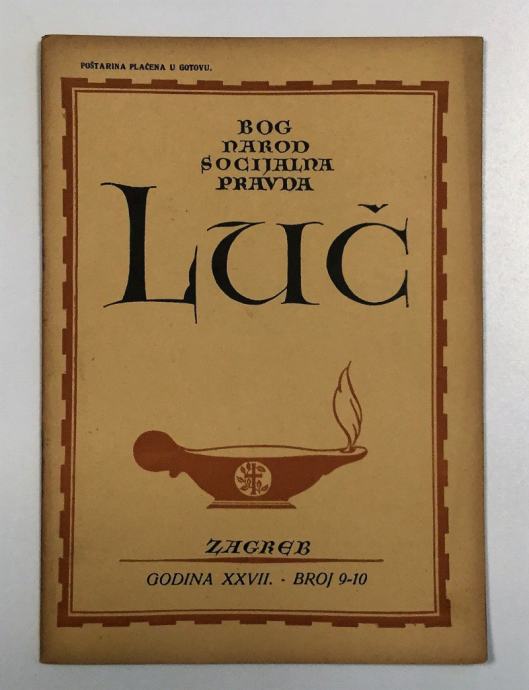 POŠTARINA PLAĆENA U GOTOVU.
BOG
NAROD
SOCIJALNA
PRAVDA
LUČ
ZAGREB
GODINA XXVII. - BROJ 9-10